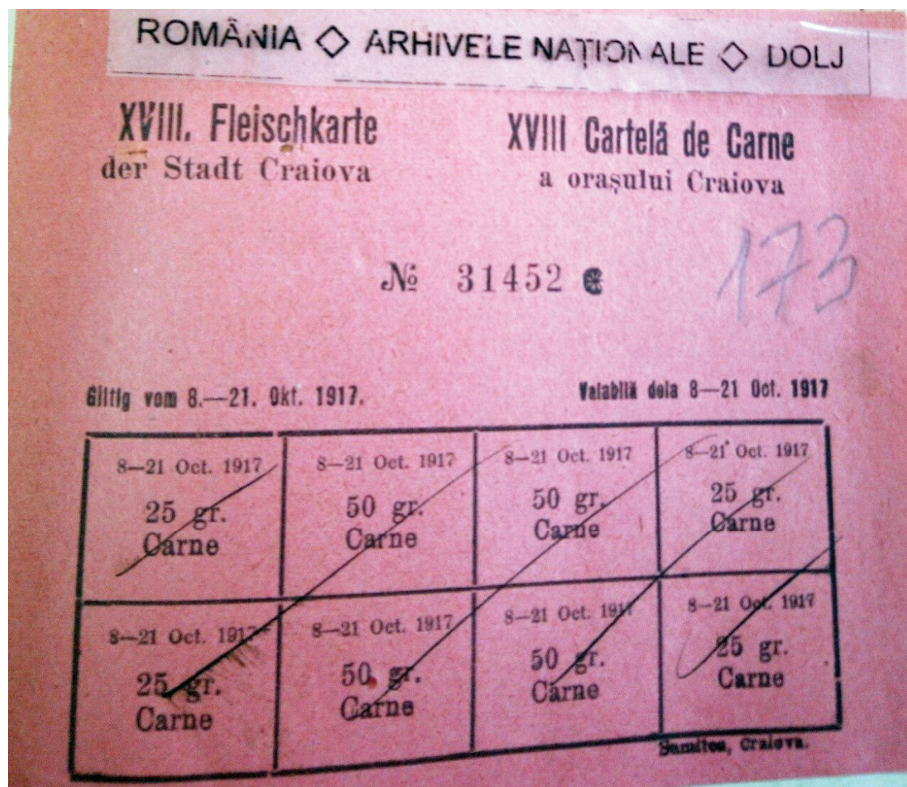 ROMÂNIA ◇ ARHIVELE NAȚIONALE ◇ DOLJ
XVIII. Fleischkarte
der Stadt Craiova
XVIII Cartelă de Carne
a orașului Craiova
№ 31452
173
Giltig vom 8.—21. Okt. 1917.
Valabilă dela 8—21 Oct. 1917
8—21 Oct. 1917
25 gr.
Carne
8—21 Oct. 1917
50 gr.
Carne
8—21 Oct. 1917
50 gr.
Carne
8—21 Oct. 1917
25 gr.
Carne
8—21 Oct. 1917
25 gr.
Carne
8—21 Oct. 1917
50 gr.
Carne
8—21 Oct. 1917
50 gr.
Carne
8—21 Oct. 1917
25 gr.
Carne
Craiova.